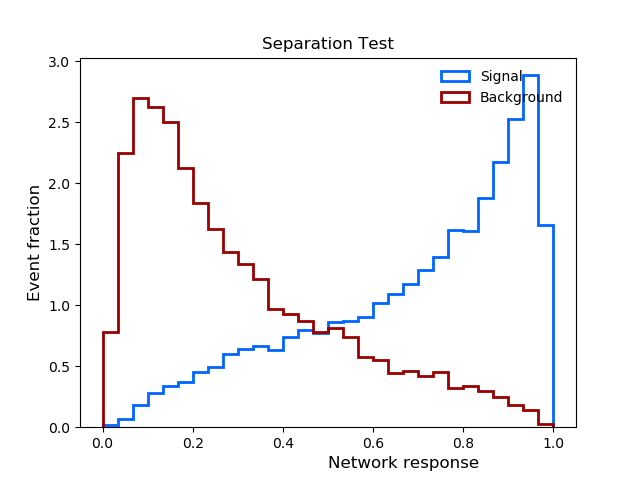 Separation Test
Signal
Background
Event fraction
3.0
2.5
2.0
1.5
1.0
0.5
0.0
0.0 0.2 0.4 0.6 0.8 1.0
Network response